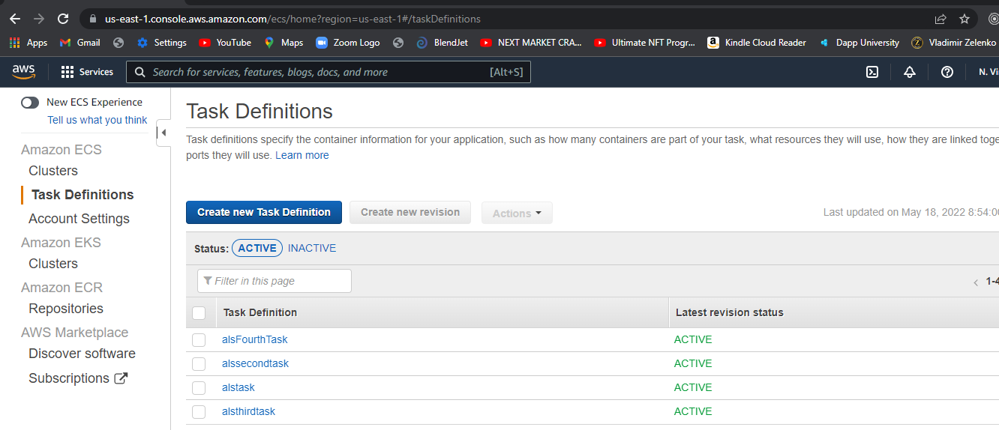 us-east-1.console.aws.amazon.com/ecs/home?region=us-east-1#/taskDefinitions
Apps Gmail Settings YouTube Maps Zoom Logo BlendJet NEXT MARKET CRA... Ultimate NFT Progr... Kindle Cloud Reader Dapp University Vladimir Zelenko
aws Services Search for services, features, blogs, docs, and more [Alt+S] N. Vi
New ECS Experience
Tell us what you think
Amazon ECS
Clusters
Task Definitions
Account Settings
Amazon EKS
Clusters
Amazon ECR
Repositories
AWS Marketplace
Discover software
Subscriptions
Task Definitions
Task definitions specify the container information for your application, such as how many containers are part of your task, what resources they will use, how they are linked toge
ports they will use. Learn more
Create new Task Definition Create new revision Actions Last updated on May 18, 2022 8:54:00
Status: ACTIVE INACTIVE
Filter in this page 1-4
Task Definition Latest revision status
alsFourthTask ACTIVE
alssecondtask ACTIVE
alstask ACTIVE
alsthirdtask ACTIVE